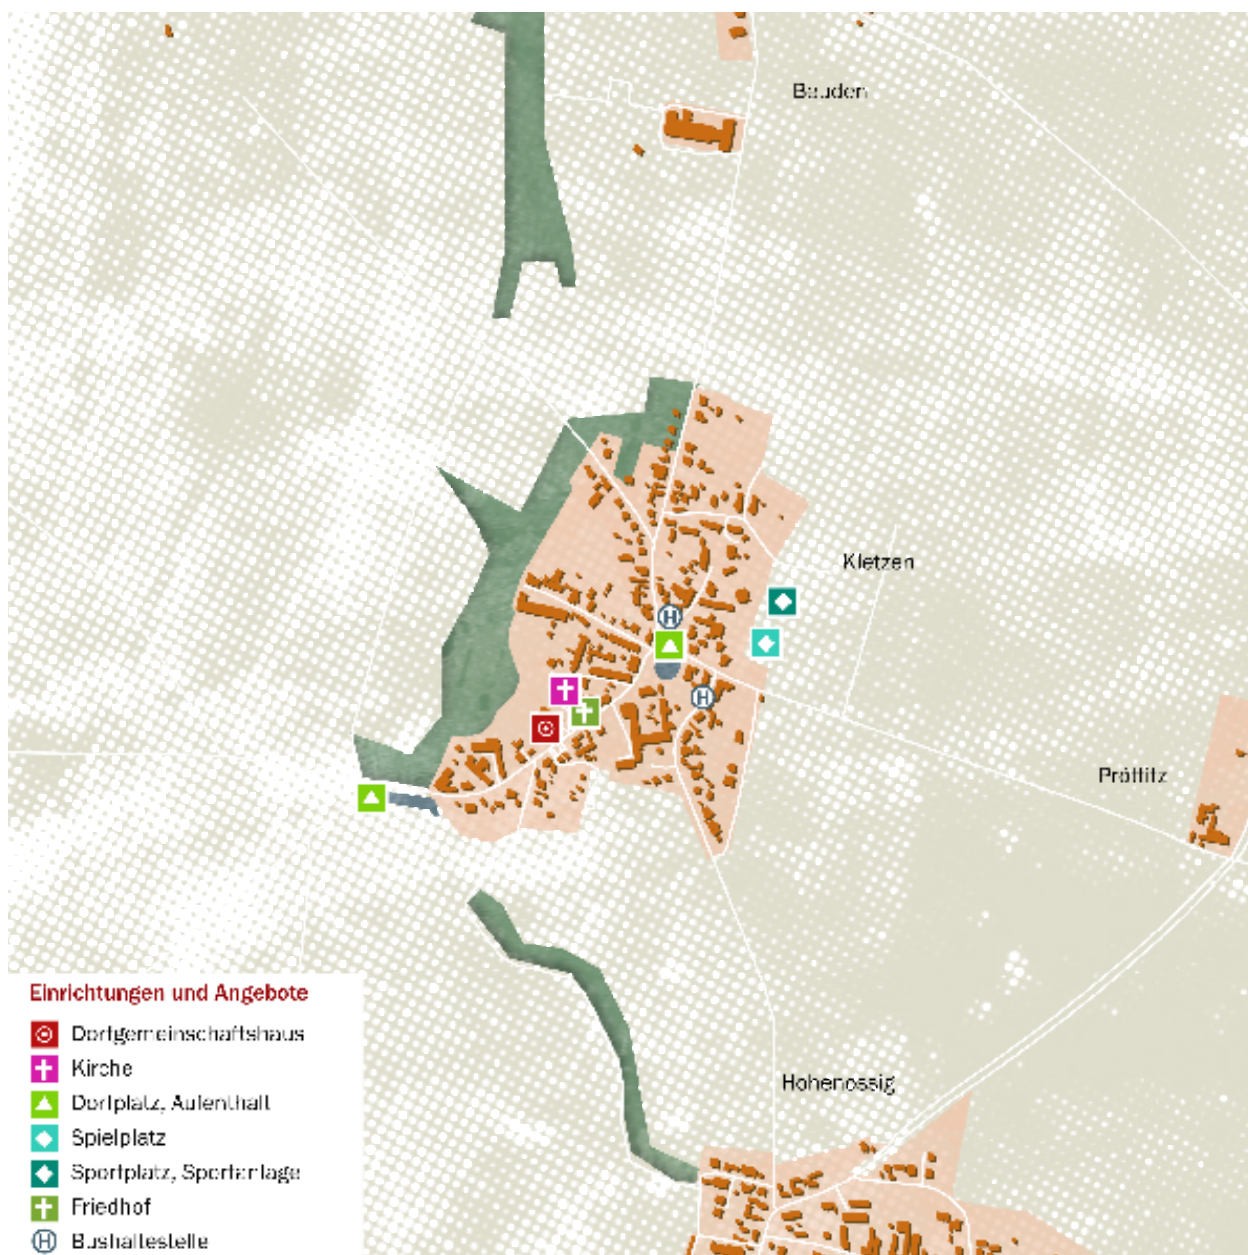 Bauden
Kletzen
Pröttitz
Hohenossig
Einrichtungen und Angebote
Dorfgemeinschaftshaus
Kirche
Dorfplatz, Aufenthalt
Spielplatz
Sportplatz, Sportanlage
Friedhof
H Bushaltestelle
H
H